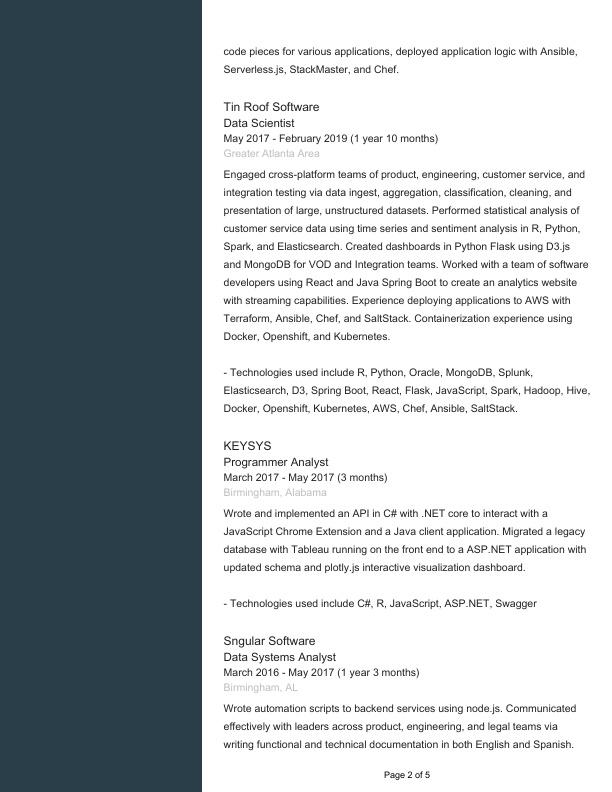 code pieces for various applications, deployed application logic with Ansible,
Serverless.js, StackMaster, and Chef.
Tin Roof Software
Data Scientist
May 2017 - February 2019 (1 year 10 months)
Greater Atlanta Area
Engaged cross-platform teams of product, engineering, customer service, and
integration testing via data ingest, aggregation, classification, cleaning, and
presentation of large, unstructured datasets. Performed statistical analysis of
customer service data using time series and sentiment analysis in R, Python,
Spark, and Elasticsearch. Created dashboards in Python Flask using D3.js
and MongoDB for VOD and Integration teams. Worked with a team of software
developers using React and Java Spring Boot to create an analytics website
with streaming capabilities. Experience deploying applications to AWS with
Terraform, Ansible, Chef, and SaltStack. Containerization experience using
Docker, Openshift, and Kubernetes.
- Technologies used include R, Python, Oracle, MongoDB, Splunk,
Elasticsearch, D3, Spring Boot, React, Flask, JavaScript, Spark, Hadoop, Hive,
Docker, Openshift, Kubernetes, AWS, Chef, Ansible, SaltStack.
KEYSYS
Programmer Analyst
March 2017 - May 2017 (3 months)
Birmingham, Alabama
Wrote and implemented an API in C# with .NET core to interact with a
JavaScript Chrome Extension and a Java client application. Migrated a legacy
database with Tableau running on the front end to a ASP.NET application with
updated schema and plotly.js interactive visualization dashboard.
- Technologies used include C#, R, JavaScript, ASP.NET, Swagger
Sngular Software
Data Systems Analyst
March 2016 - May 2017 (1 year 3 months)
Birmingham, AL
Wrote automation scripts to backend services using node.js. Communicated
effectively with leaders across product, engineering, and legal teams via
writing functional and technical documentation in both English and Spanish.
Page 2 of 5